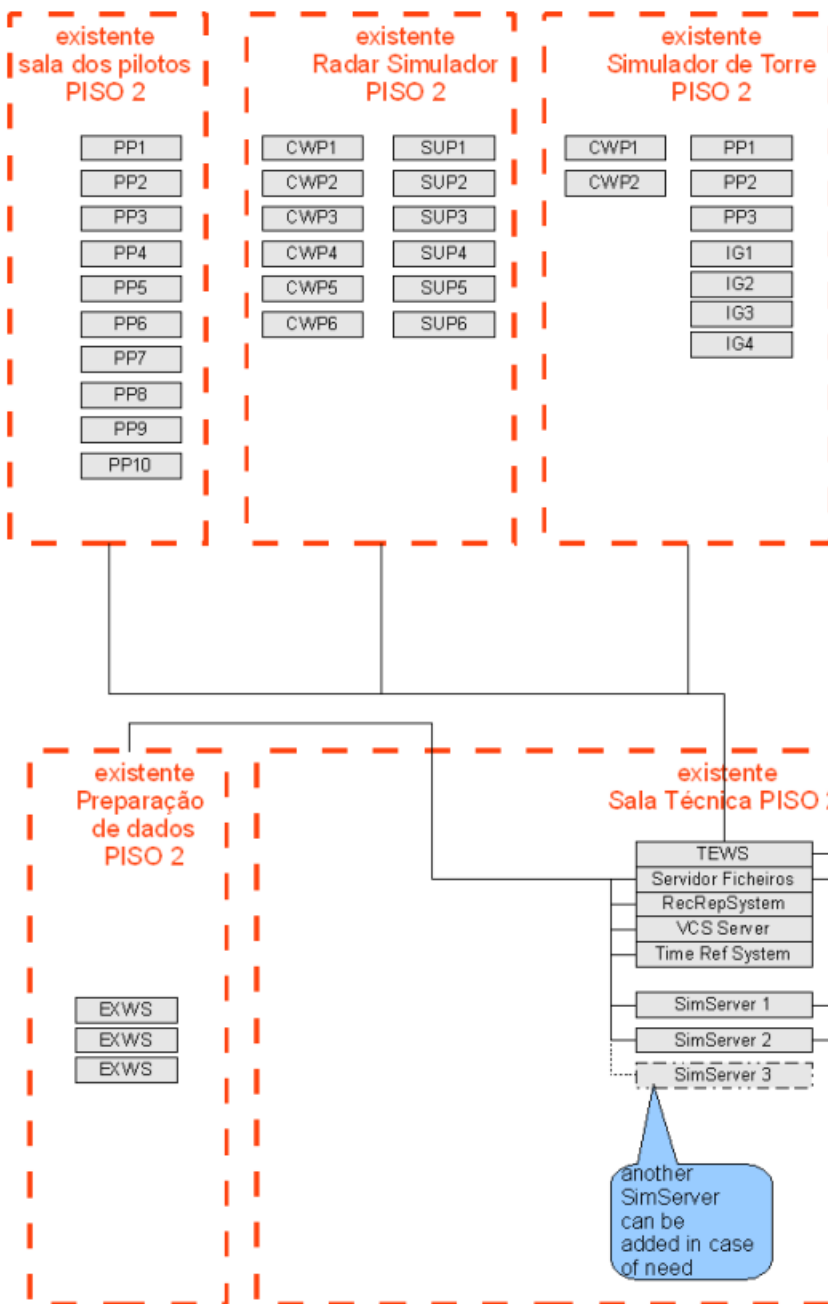 existente
sala dos pilotos
PISO 2
PP1
PP2
PP3
PP4
PP5
PP6
PP7
PP8
PP9
PP10
existente
Radar Simulador
PISO 2
CWP1
CWP2
CWP3
CWP4
CWP5
CWP6
SUP1
SUP2
SUP3
SUP4
SUP5
SUP6
existente
Simulador de Torre
PISO 2
CWP1
CWP2
PP1
PP2
PP3
IG1
IG2
IG3
IG4
existente
Preparação
de dados
PISO 2
EXWS
EXWS
EXWS
existente
Sala Técnica PISO 2
TEWS
Servidor Ficheiros
RecRepSystem
VCS Server
Time Ref System
SimServer 1
SimServer 2
SimServer 3
another
SimServer
can be
added in case
of need